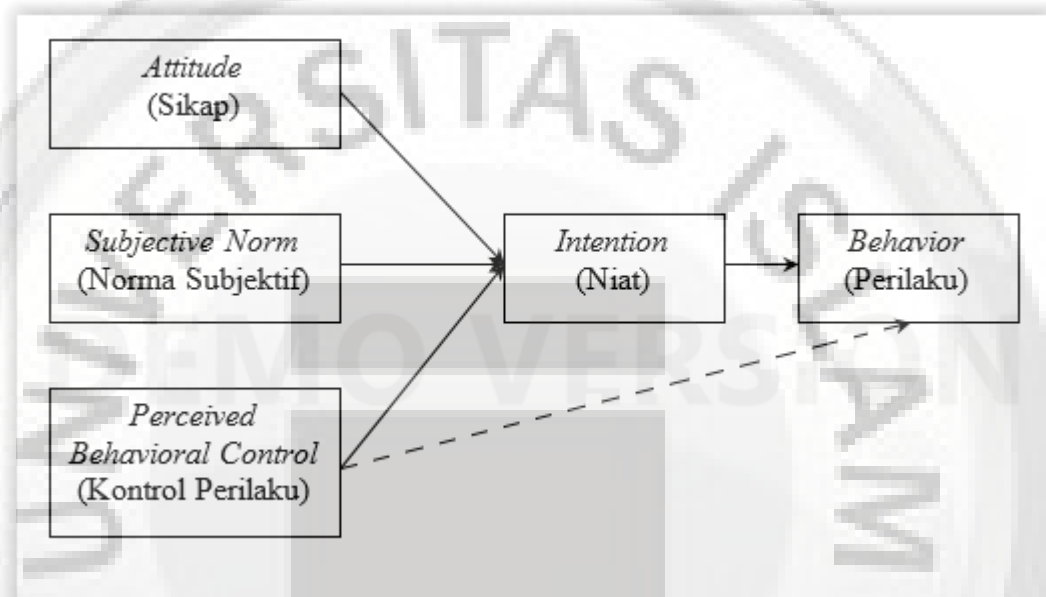 UNIVERSITAS ISLAM
Attitude
(Sikap)
Subjective Norm
(Norma Subjektif)
Intention
(Niat)
Behavior
(Perilaku)
DEMO VERSION
Perceived
Behavioral Control
(Kontrol Perilaku)